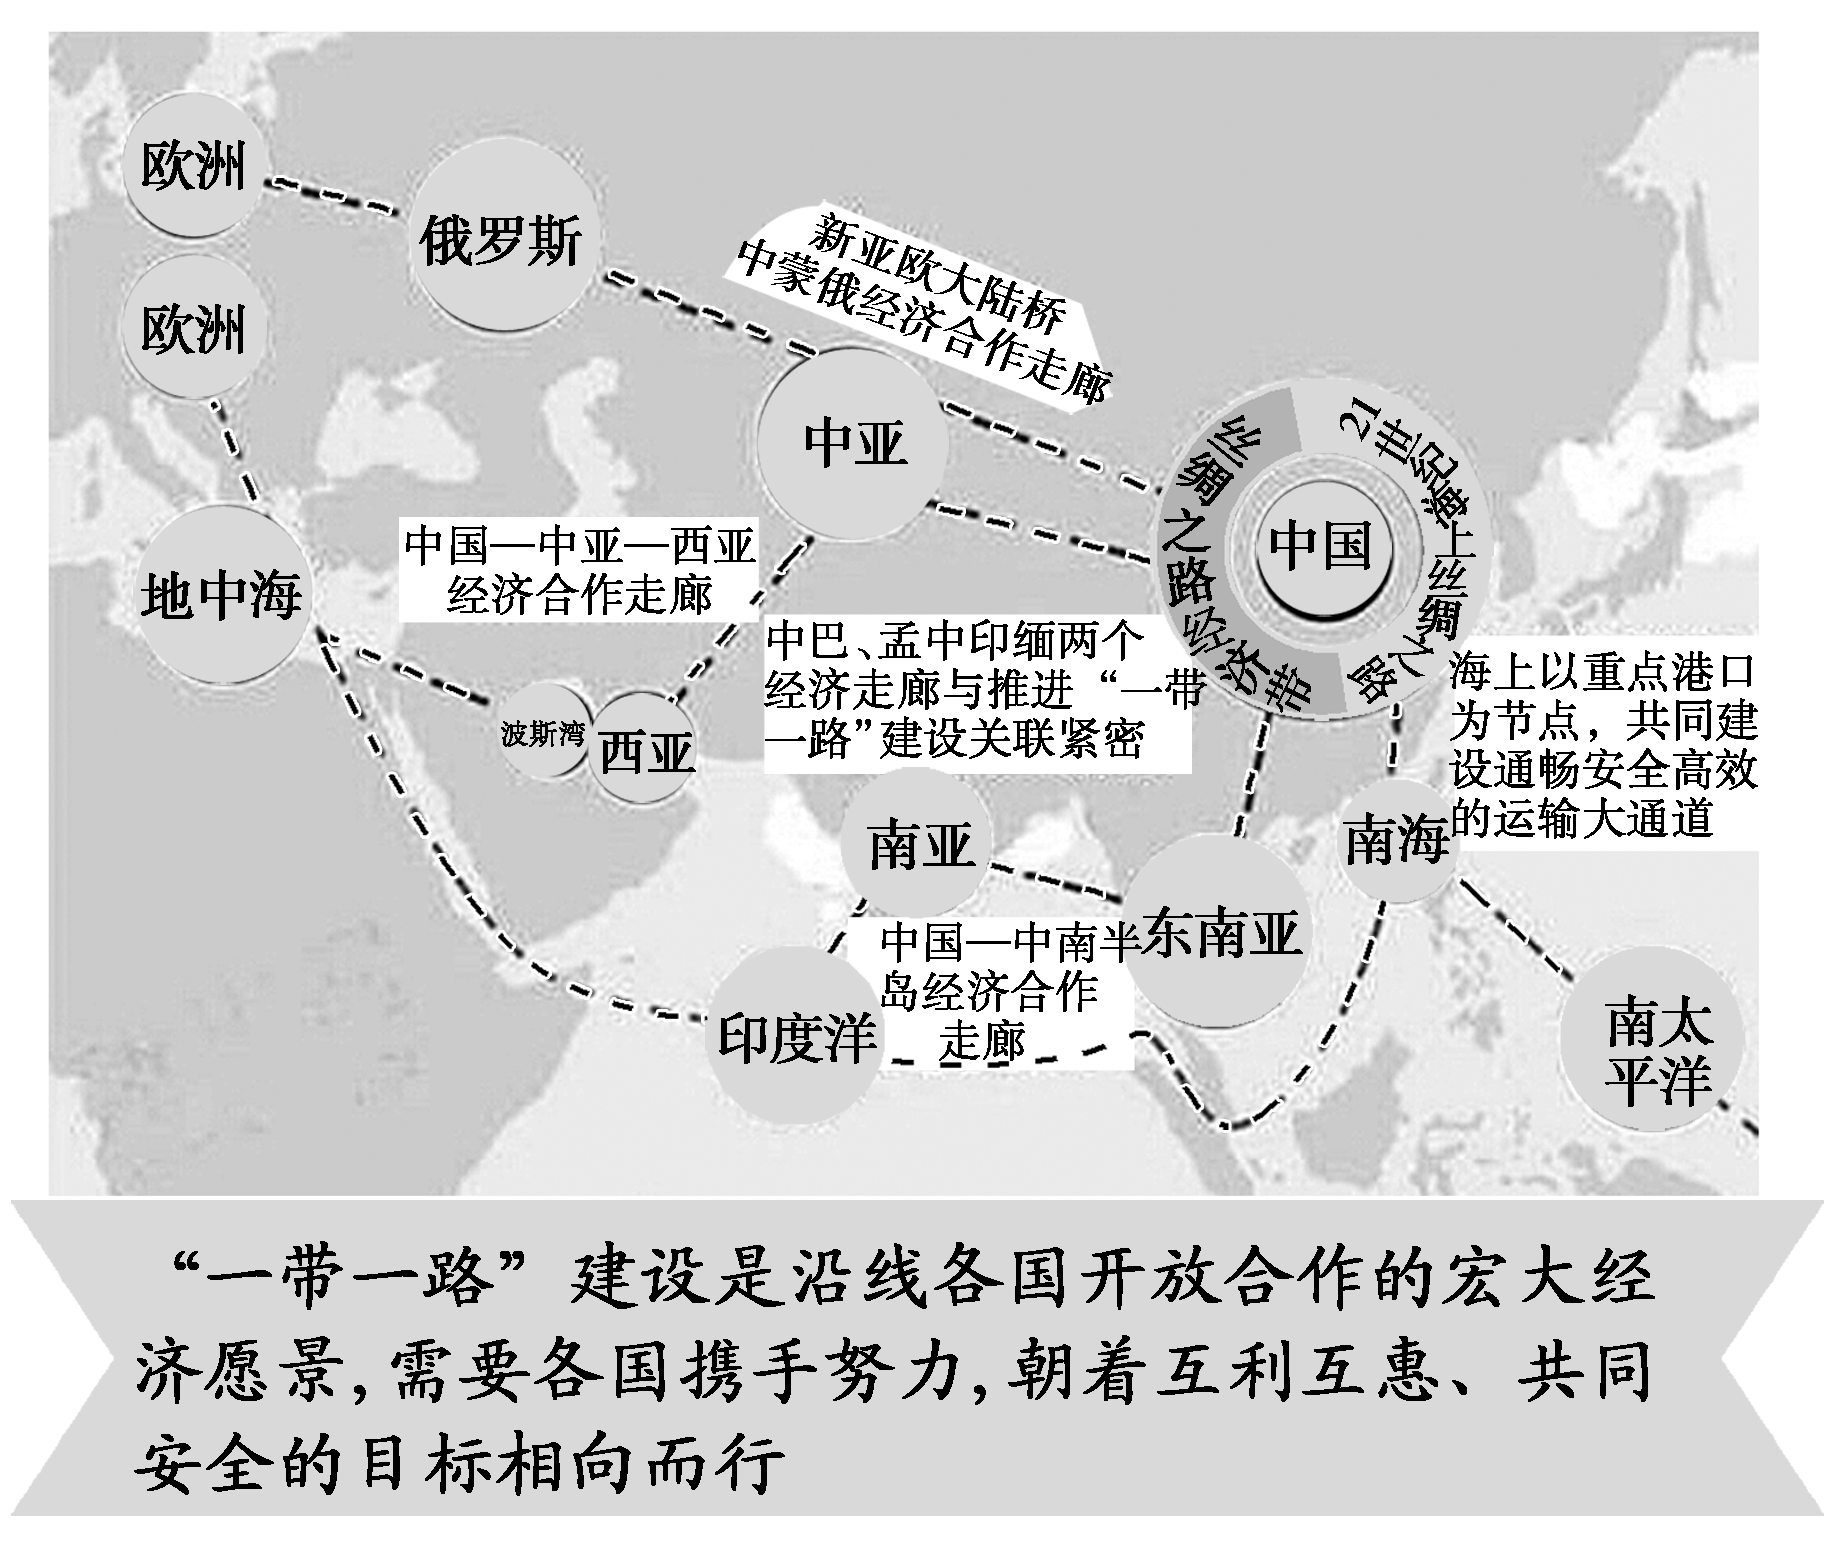 欧洲
俄罗斯
新亚欧大陆桥
中蒙俄经济合作走廊
欧洲
中亚
丝绸之路经济带
21世纪海上丝绸之路
中国
地中海
中国—中亚—西亚
经济合作走廊
中巴、孟中印缅两个
经济走廊与推进“一带
一路”建设关联紧密
海上以重点港口
为节点，共同建
设通畅安全高效
的运输大通道
波斯湾
西亚
南亚
南海
东南亚
中国—中南半
岛经济合作
走廊
印度洋
南太
平洋
“一带一路”建设是沿线各国开放合作的宏大经
济愿景,需要各国携手努力,朝着互利互惠、共同
安全的目标相向而行